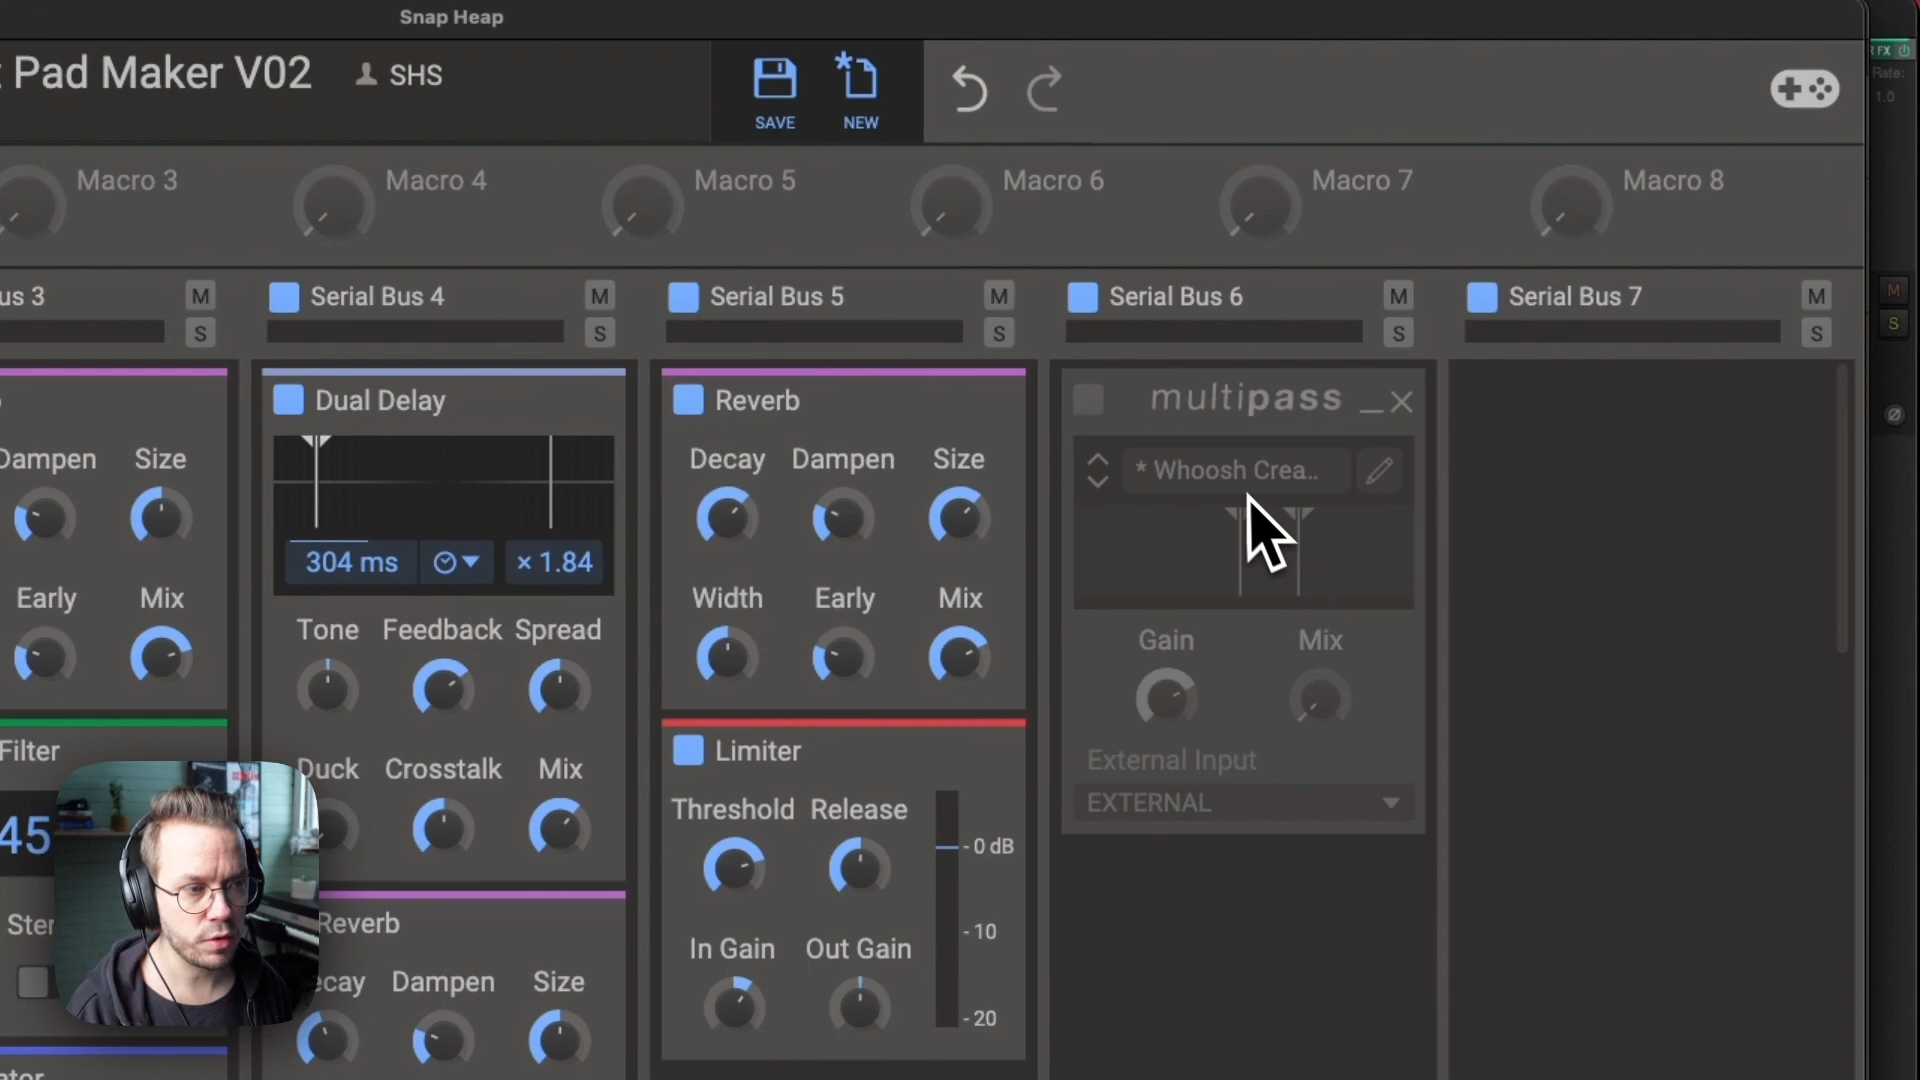 Snap Heap
Pad Maker V02
SHS
SAVE
NEW
R FX
Rate:
1.0
Macro 3
Macro 4
Macro 5
Macro 6
Macro 7
Macro 8
us 3
M
S
Serial Bus 4
M
S
Serial Bus 5
M
S
Serial Bus 6
M
S
Serial Bus 7
M
S
M
S
Dampen
Size
Early
Mix
Filter
45
Ster
Dual Delay
304 ms
× 1.84
Tone
Feedback
Spread
Duck
Crosstalk
Mix
Reverb
ecay
Dampen
Size
Reverb
Decay
Dampen
Size
Width
Early
Mix
Limiter
Threshold
Release
In Gain
Out Gain
- 0 dB
- 10
- 20
multipass
* Whoosh Crea..
Gain
Mix
External Input
EXTERNAL